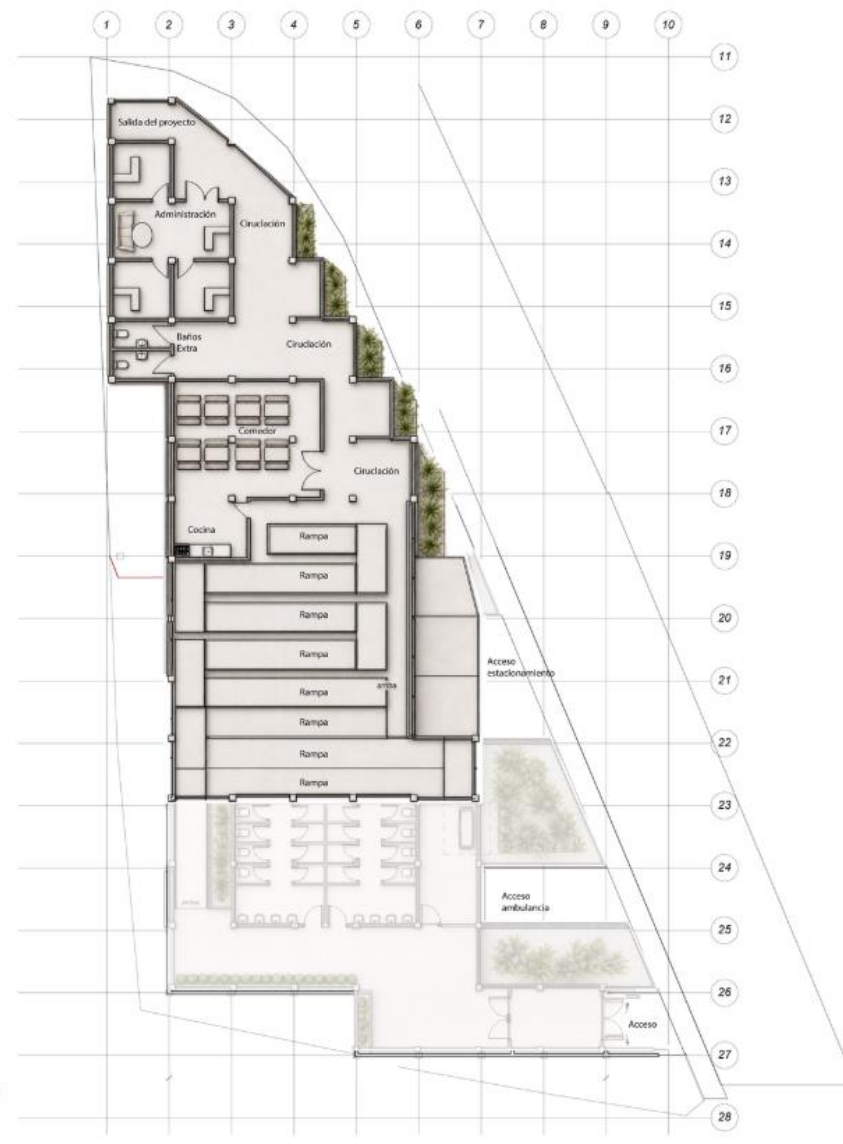 1 2 3 4 5 6 7 8 9 10
11
12
Salida del proyecto
13
Administración
Ciruclación
14
15
Baños
Extra
Ciruclación
16
17
Comedor
Ciruclación
18
Cocina
Rampa
19
Rampa
20
Rampa
Rampa
Acceso
estacionamiento
21
Rampa
arriba
Rampa
22
Rampa
Rampa
23
24
Acceso
ambulancia
25
26
Acceso
27
28